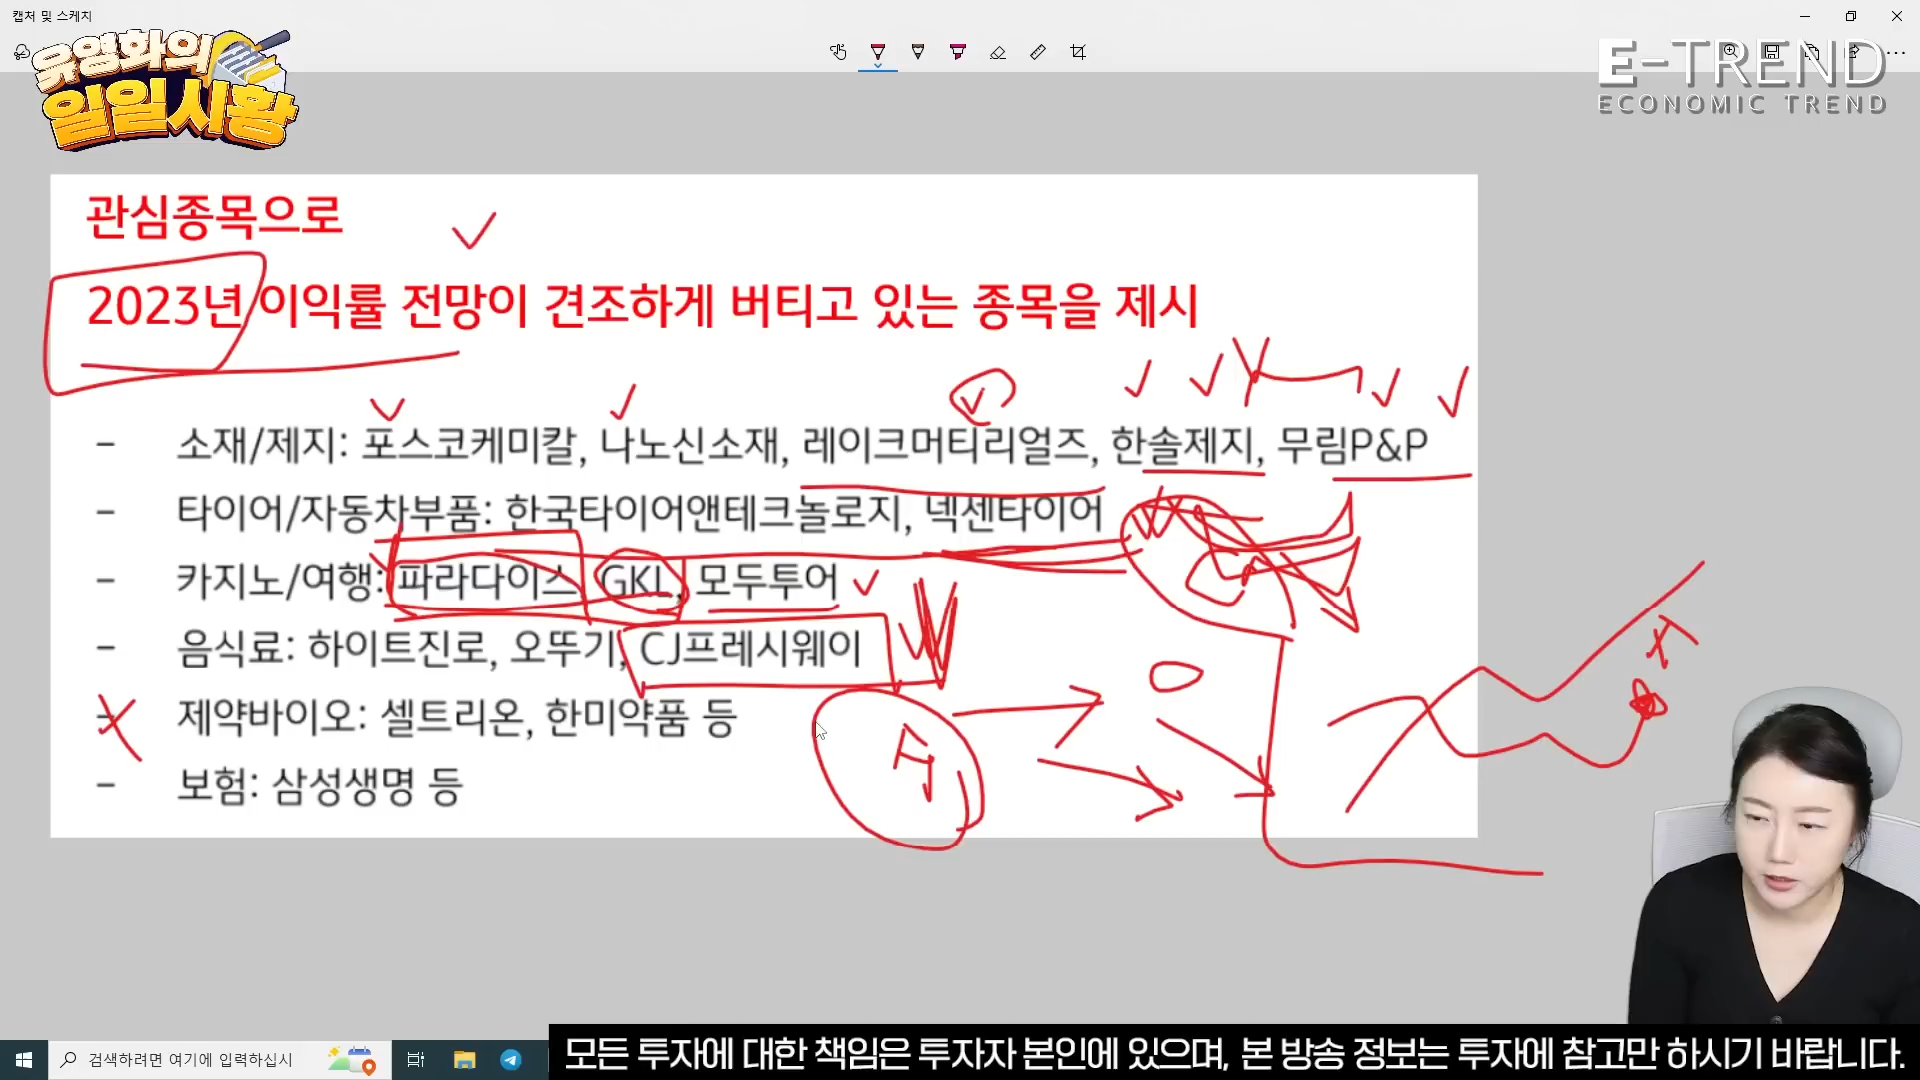 캡처 및 스케치
유영화의
일일시황
E-TREND
ECONOMIC TREND
관심종목으로
2023년 이익률 전망이 견조하게 버티고 있는 종목을 제시
- 소재/제지: 포스코케미칼, 나노신소재, 레이크머티리얼즈, 한솔제지, 무림P&P
- 타이어/자동차부품: 한국타이어앤테크놀로지, 넥센타이어
- 카지노/여행: 파라다이스, GKL, 모두투어
- 음식료: 하이트진로, 오뚜기, CJ프레시웨이
- 제약바이오: 셀트리온, 한미약품 등
- 보험: 삼성생명 등
검색하려면 여기에 입력하십시
모든 투자에 대한 책임은 투자자 본인에 있으며, 본 방송 정보는 투자에 참고만 하시기 바랍니다.